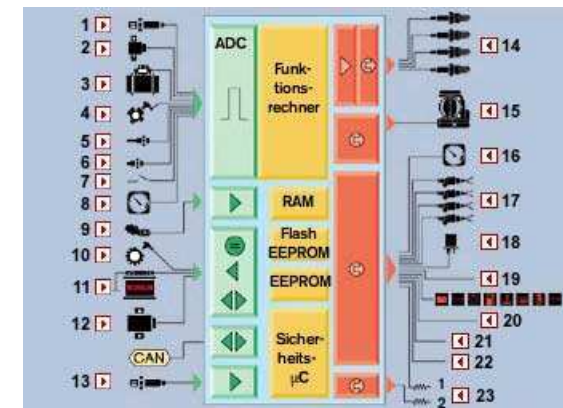 1
2
3
4
5
6
7
8
9
10
11
12
CAN
13
ADC
Funk-
tions-
rechner
RAM
Flash
EEPROM
EEPROM
Sicher-
heits-
µC
14
15
16
17
18
19
20
21
22
1
2
23